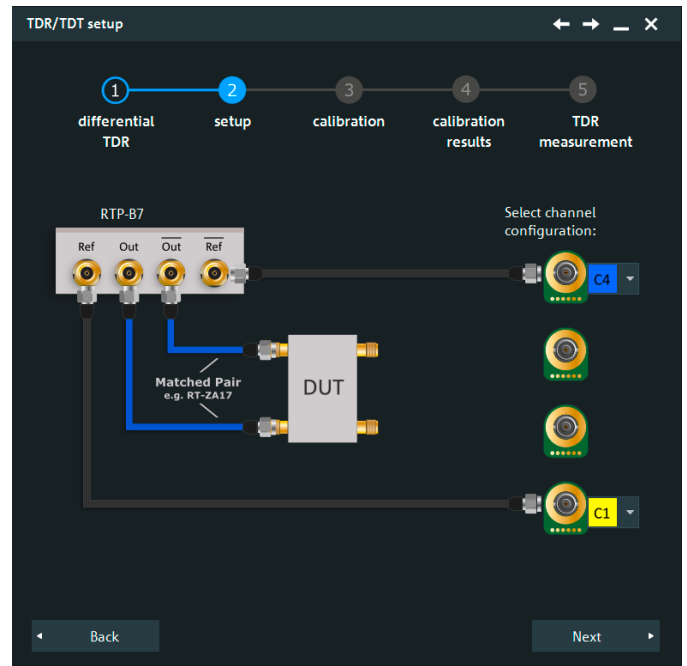 TDR/TDT setup
1
2
3
4
5
differential
TDR
setup
calibration
calibration
results
TDR
measurement
RTP-B7
Select channel
configuration:
Ref
Out
Out
Ref
C4
Matched Pair
e.g. RT-ZA17
DUT
C1
Back
Next